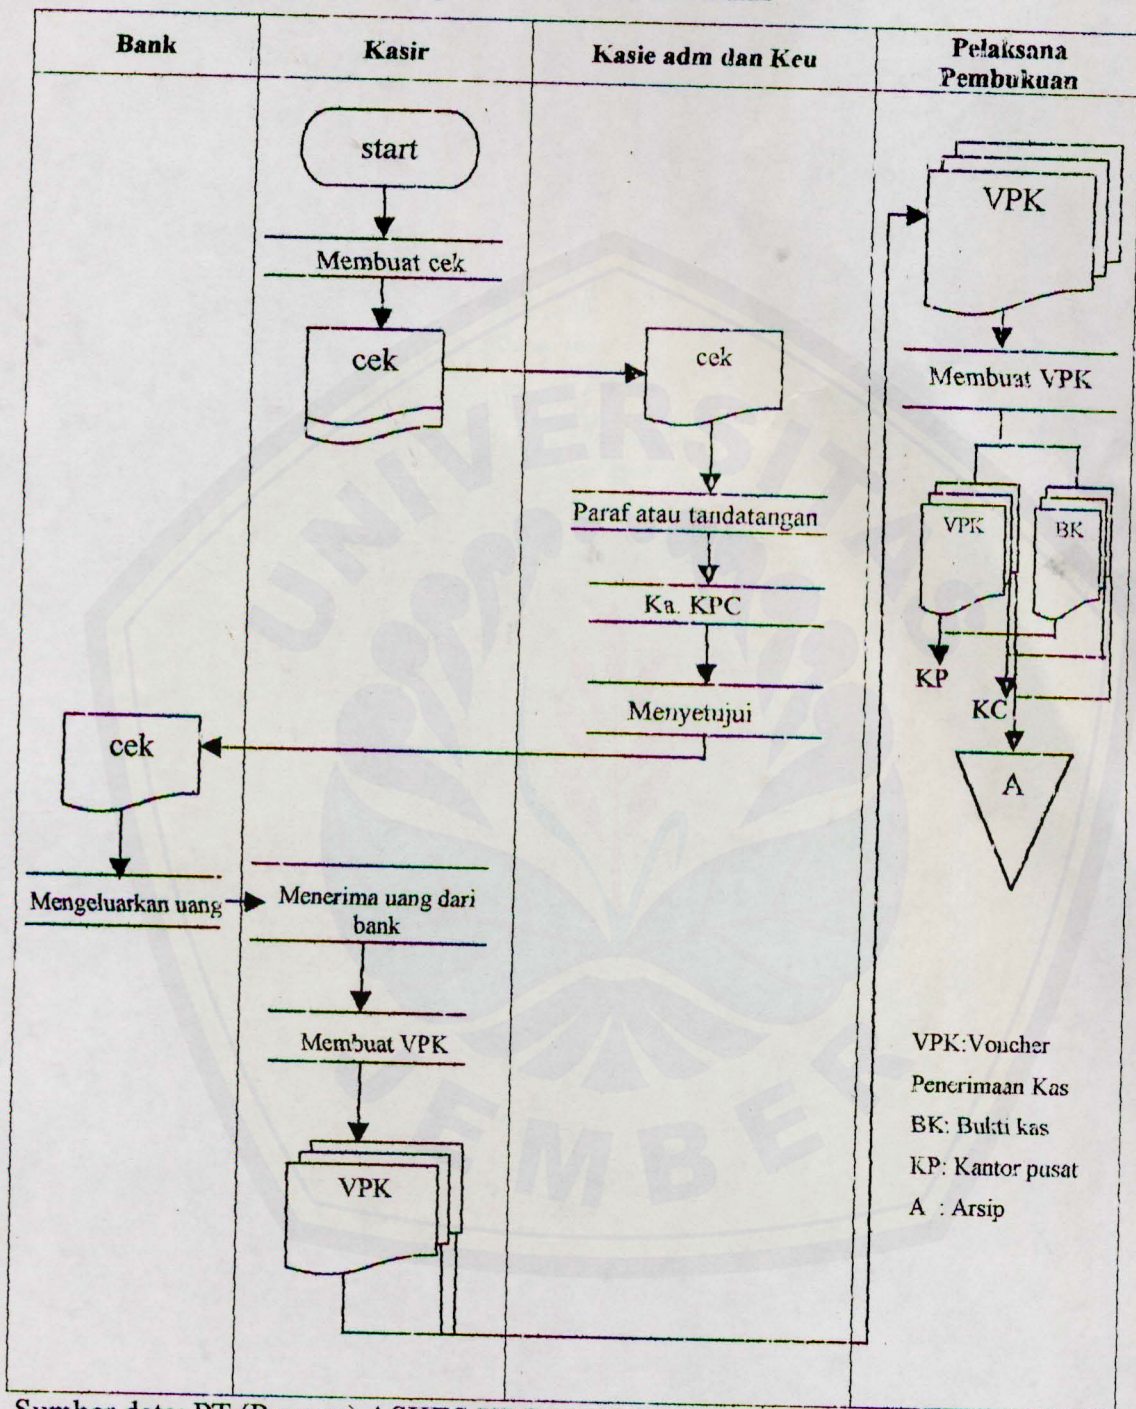 Bank
Kasir
Kasie adm dan Keu
Pelaksana
Pembukuan
start
Membuat cek
cek
cek
Paraf atau tandatangan
Ka. KPC
Menyetujui
cek
Mengeluarkan uang
Menerima uang dari
bank
Membuat VPK
VPK
VPK
Membuat VPK
VPK
BK
KP
KC
A
VPK:Voucher
Penerimaan Kas
BK: Bukti kas
KP: Kantor pusat
A : Arsip
UNIVERSITAS
JEMBER